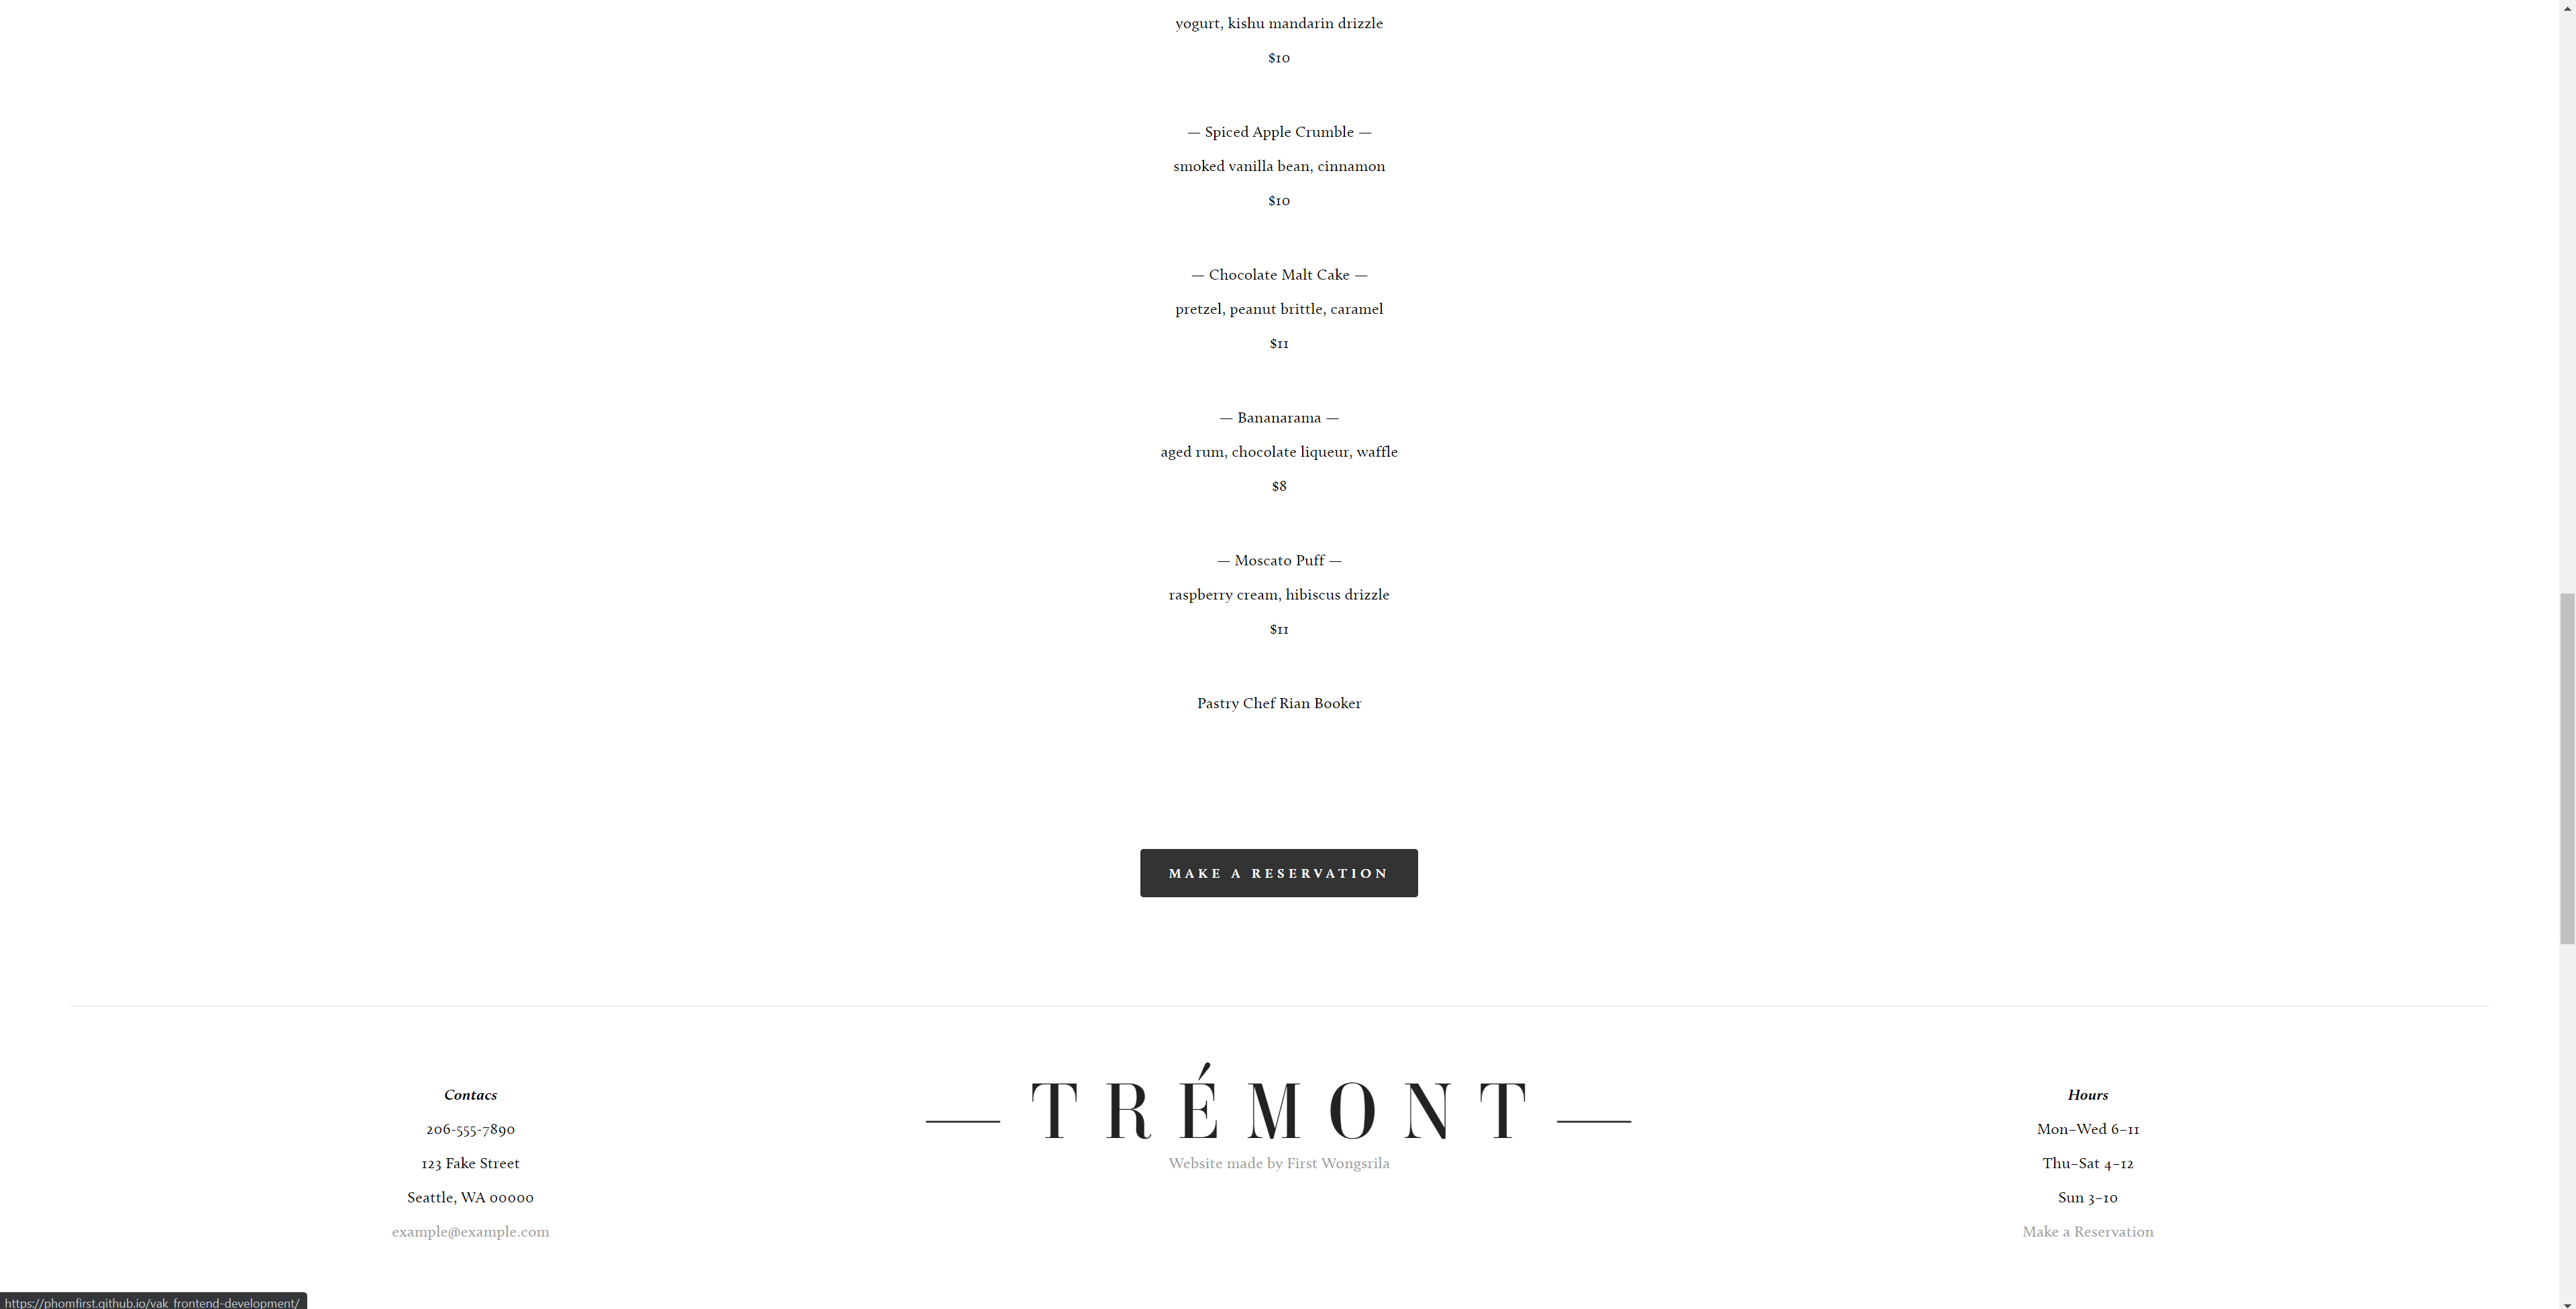 yogurt, kishu mandarin drizzle
$10
— Spiced Apple Crumble —
smoked vanilla bean, cinnamon
$10
— Chocolate Malt Cake —
pretzel, peanut brittle, caramel
$11
— Bananarama —
aged rum, chocolate liqueur, waffle
$8
— Moscato Puff —
raspberry cream, hibiscus drizzle
$11
Pastry Chef Rian Booker
MAKE A RESERVATION
Contacs
206-555-7890
123 Fake Street
Seattle, WA 00000
example@example.com
— TRÉMONT —
Website made by First Wongsrila
Hours
Mon–Wed 6–11
Thu–Sat 4–12
Sun 3–10
Make a Reservation
https://phomfirst.github.io/vak_frontend-development/